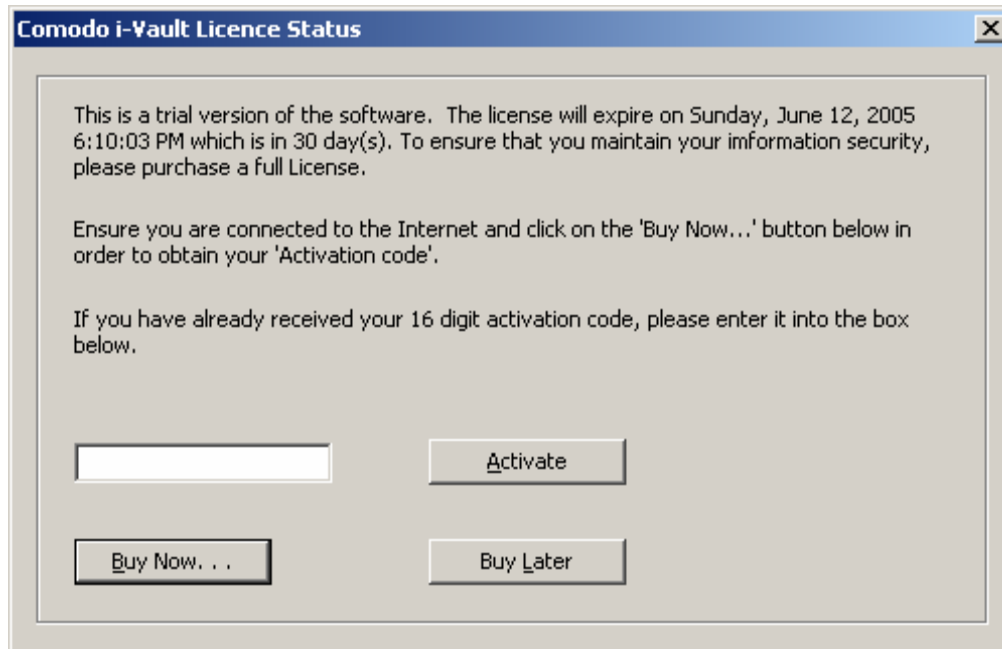 Comodo i-Vault Licence Status
This is a trial version of the software.  The license will expire on Sunday, June 12, 2005
6:10:03 PM which is in 30 day(s). To ensure that you maintain your imformation security,
please purchase a full License.
Ensure you are connected to the Internet and click on the 'Buy Now...' button below in
order to obtain your 'Activation code'.
If you have already received your 16 digit activation code, please enter it into the box
below.
Activate
Buy Now. . .
Buy Later